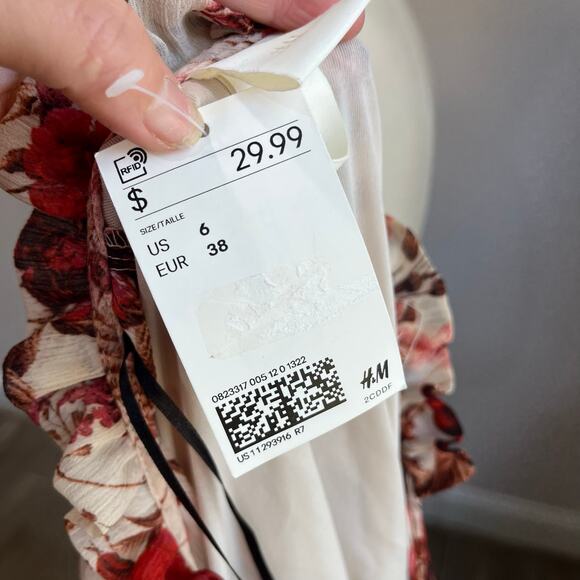 RFID
$ 29.99
SIZE/TAILLE
US 6
EUR 38
0823317 005 12 0 1322
US 11293916 R7
H&M
2CDDF